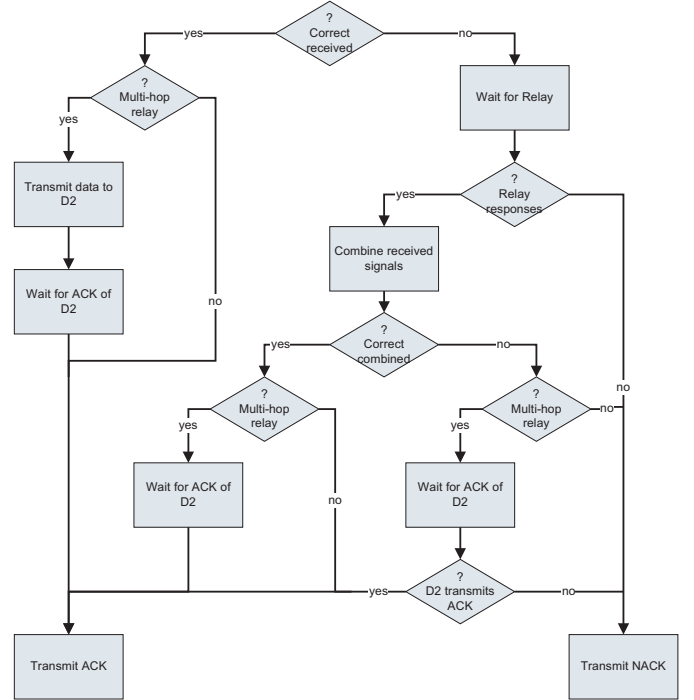 ?
Correct
received
yes
no
?
Multi-hop
relay
Wait for Relay
yes
?
Relay
responses
Transmit data to
D2
yes
Combine received
signals
Wait for ACK of
D2
no
?
Correct
combined
yes
no
no
?
Multi-hop
relay
?
Multi-hop
relay
no
yes
yes
Wait for ACK of
D2
no
Wait for ACK of
D2
?
D2 transmits
ACK
yes
no
Transmit ACK
Transmit NACK